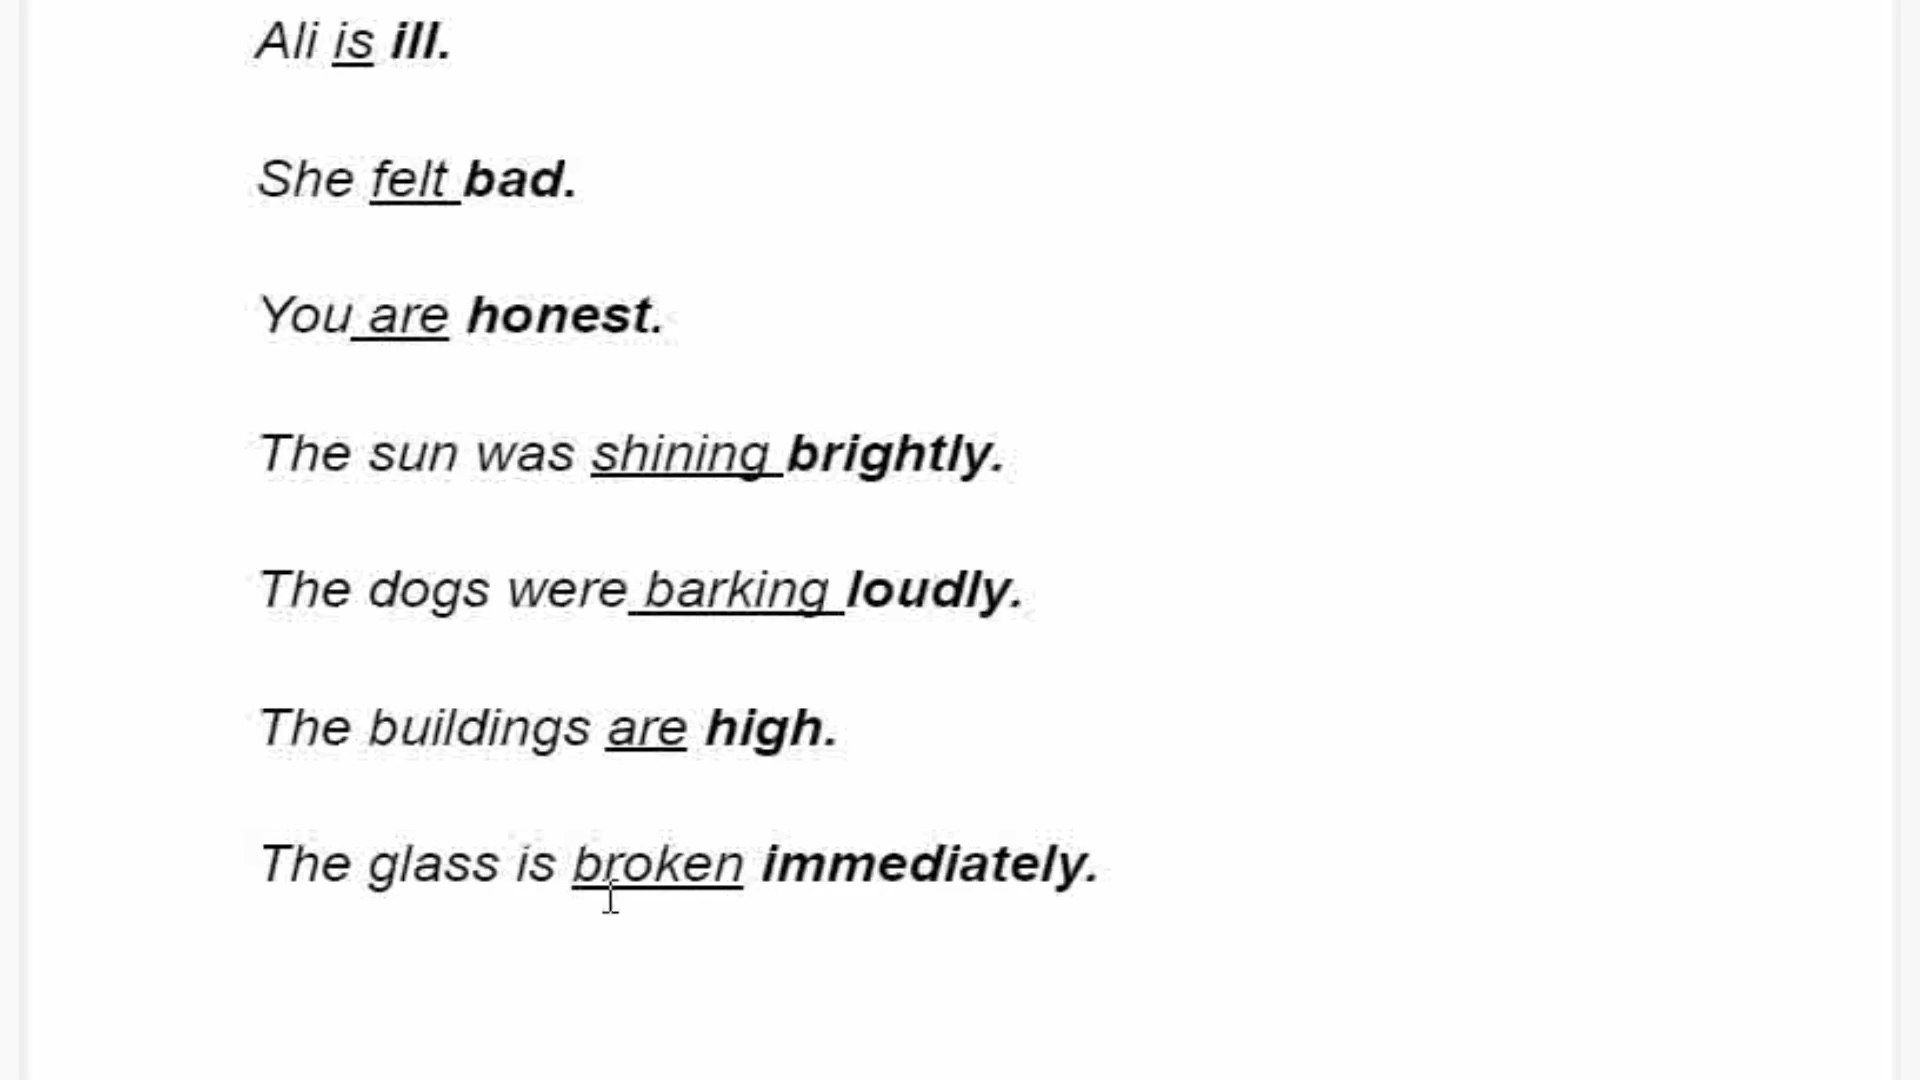 Ali is ill.
She felt bad.
You are honest.
The sun was shining brightly.
The dogs were barking loudly.
The buildings are high.
The glass is broken immediately.